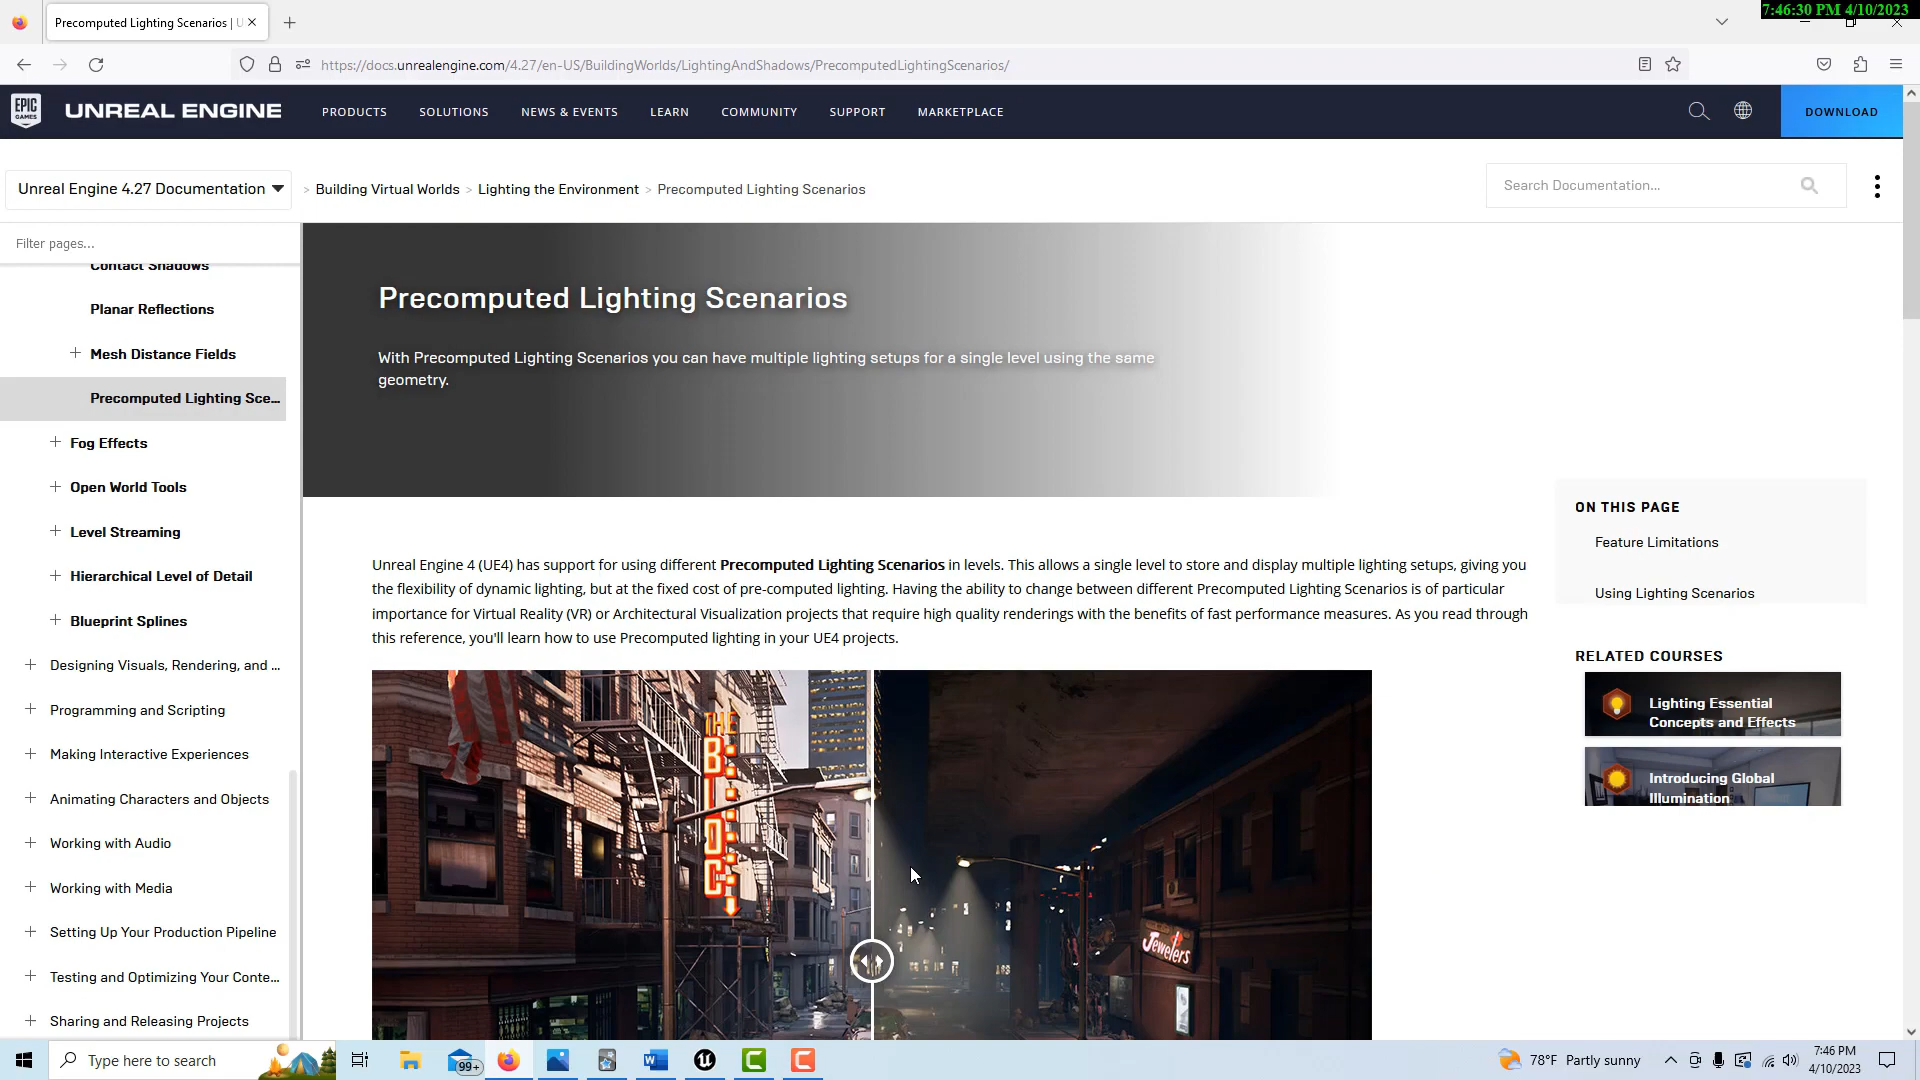 7:46:30 PM 4/10/2023
Precomputed Lighting Scenarios | U
https://docs.unrealengine.com/4.27/en-US/BuildingWorlds/LightingAndShadows/PrecomputedLightingScenarios/
EPIC GAMES
UNREAL ENGINE
PRODUCTS SOLUTIONS NEWS & EVENTS LEARN COMMUNITY SUPPORT MARKETPLACE
DOWNLOAD
Unreal Engine 4.27 Documentation
> Building Virtual Worlds > Lighting the Environment > Precomputed Lighting Scenarios
Search Documentation...
Filter pages...
Contact Shadows
Planar Reflections
Mesh Distance Fields
Precomputed Lighting Sce...
Fog Effects
Open World Tools
Level Streaming
Hierarchical Level of Detail
Blueprint Splines
Designing Visuals, Rendering, and ...
Programming and Scripting
Making Interactive Experiences
Animating Characters and Objects
Working with Audio
Working with Media
Setting Up Your Production Pipeline
Testing and Optimizing Your Conte...
Sharing and Releasing Projects
Precomputed Lighting Scenarios
With Precomputed Lighting Scenarios you can have multiple lighting setups for a single level using the same
geometry.
Unreal Engine 4 (UE4) has support for using different Precomputed Lighting Scenarios in levels. This allows a single level to store and display multiple lighting setups, giving you
the flexibility of dynamic lighting, but at the fixed cost of pre-computed lighting. Having the ability to change between different Precomputed Lighting Scenarios is of particular
importance for Virtual Reality (VR) or Architectural Visualization projects that require high quality renderings with the benefits of fast performance measures. As you read through
this reference, you'll learn how to use Precomputed lighting in your UE4 projects.
THE
BLOC
Jewelers
ON THIS PAGE
Feature Limitations
Using Lighting Scenarios
RELATED COURSES
Lighting Essential
Concepts and Effects
Introducing Global
Illumination
Type here to search
99+
78°F Partly sunny
7:46 PM
4/10/2023